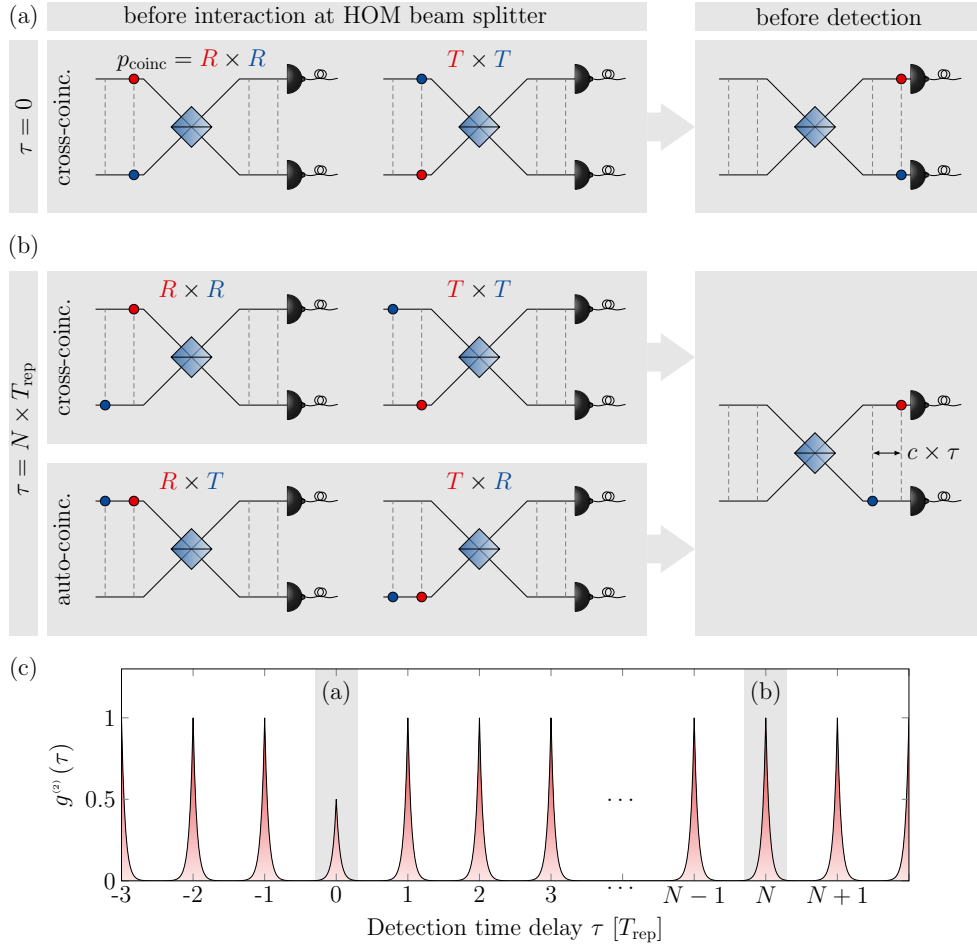 (a)
before interaction at HOM beam splitter
before detection
τ = 0
cross-coinc.
p_coinc = R × R
T × T
(b)
τ = N × T_rep
cross-coinc.
R × R
T × T
auto-coinc.
R × T
T × R
c × τ
(c)
(a)
(b)
g^(2)(τ)
1
0.5
0
...
-3 -2 -1 0 1 2 3 ... N − 1 N N + 1
Detection time delay τ [T_rep]